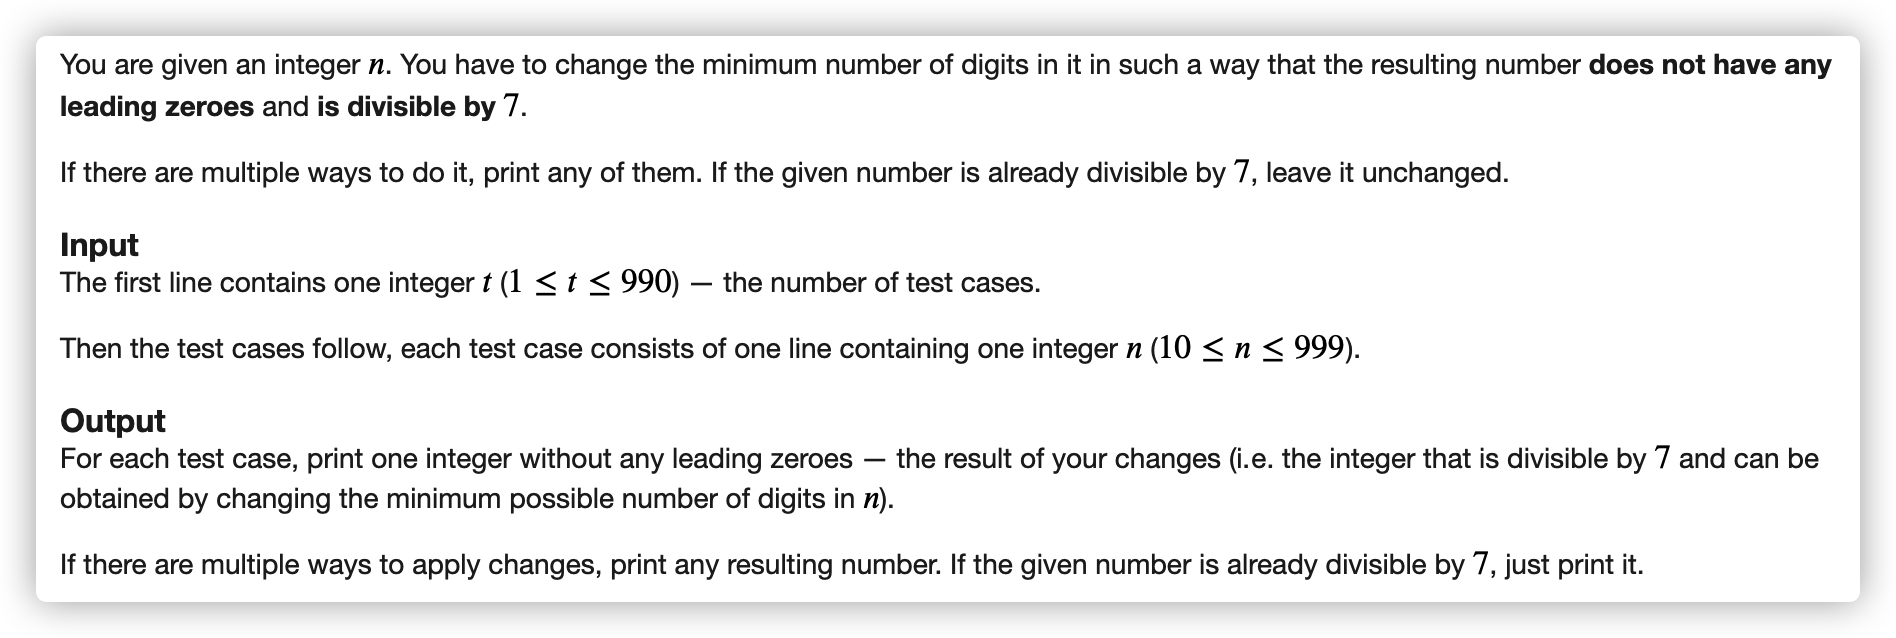 You are given an integer n. You have to change the minimum number of digits in it in such a way that the resulting number does not have any
leading zeroes and is divisible by 7.
If there are multiple ways to do it, print any of them. If the given number is already divisible by 7, leave it unchanged.
Input
The first line contains one integer t (1 ≤ t ≤ 990) — the number of test cases.
Then the test cases follow, each test case consists of one line containing one integer n (10 ≤ n ≤ 999).
Output
For each test case, print one integer without any leading zeroes — the result of your changes (i.e. the integer that is divisible by 7 and can be
obtained by changing the minimum possible number of digits in n).
If there are multiple ways to apply changes, print any resulting number. If the given number is already divisible by 7, just print it.